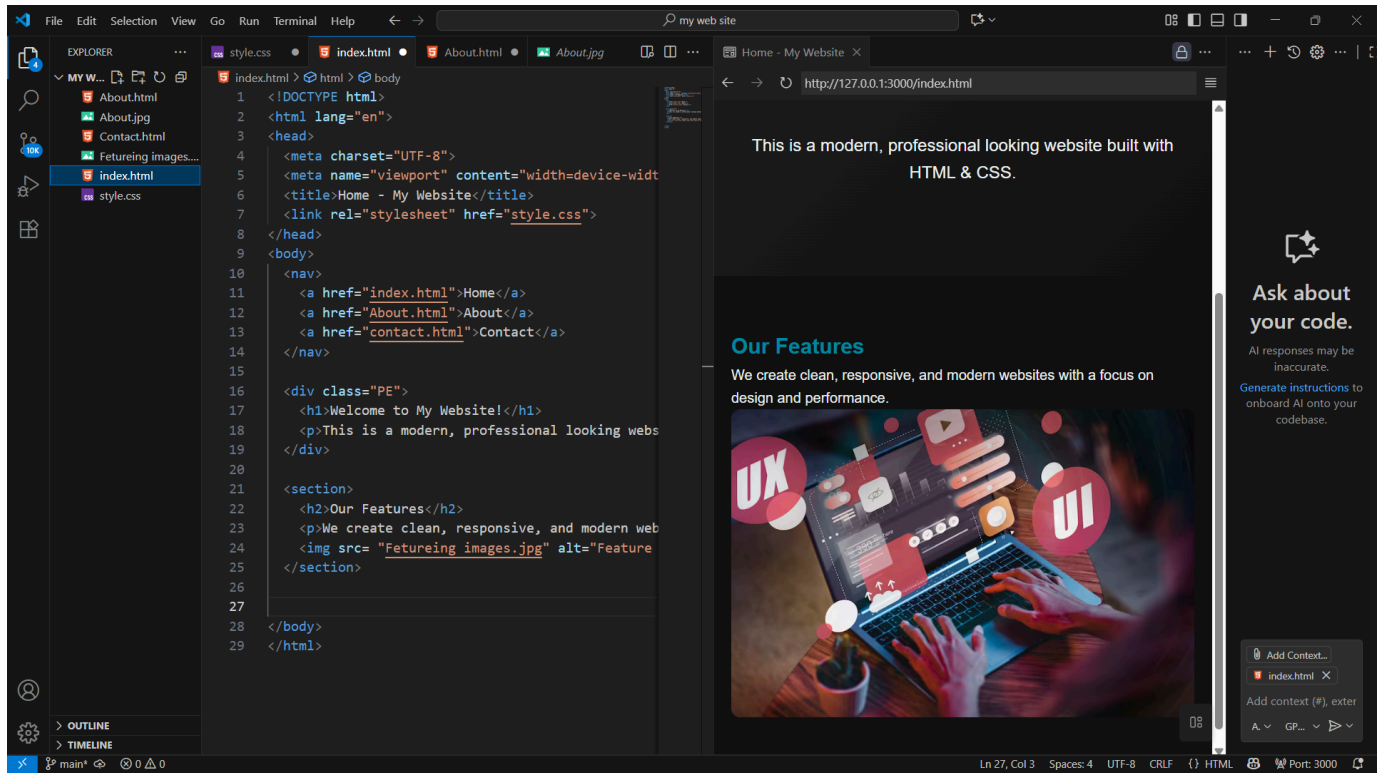 File Edit Selection View Go Run Terminal Help
my web site
EXPLORER
MY W...
About.html
About.jpg
Contact.html
Fetureing images....
index.html
style.css
OUTLINE
TIMELINE
4
10K
style.css
index.html
About.html
About.jpg
index.html > html > body
1 <!DOCTYPE html>
2 <html lang="en">
3 <head>
4 <meta charset="UTF-8">
5 <meta name="viewport" content="width=device-widt
6 <title>Home - My Website</title>
7 <link rel="stylesheet" href="style.css">
8 </head>
9 <body>
10 <nav>
11 <a href="index.html">Home</a>
12 <a href="About.html">About</a>
13 <a href="contact.html">Contact</a>
14 </nav>
15
16 <div class="PE">
17 <h1>Welcome to My Website!</h1>
18 <p>This is a modern, professional looking webs
19 </div>
20
21 <section>
22 <h2>Our Features</h2>
23 <p>We create clean, responsive, and modern web
24 <img src= "Fetureing images.jpg" alt="Feature
25 </section>
26
27
28 </body>
29 </html>
Home - My Website
http://127.0.0.1:3000/index.html
This is a modern, professional looking website built with
HTML & CSS.
Our Features
We create clean, responsive, and modern websites with a focus on
design and performance.
UX
UI
Ask about
your code.
AI responses may be
inaccurate.
Generate instructions to
onboard AI onto your
codebase.
Add Context...
index.html
Add context (#), exter
A. GP...
main* 0 0
Ln 27, Col 3 Spaces: 4 UTF-8 CRLF {} HTML Port: 3000